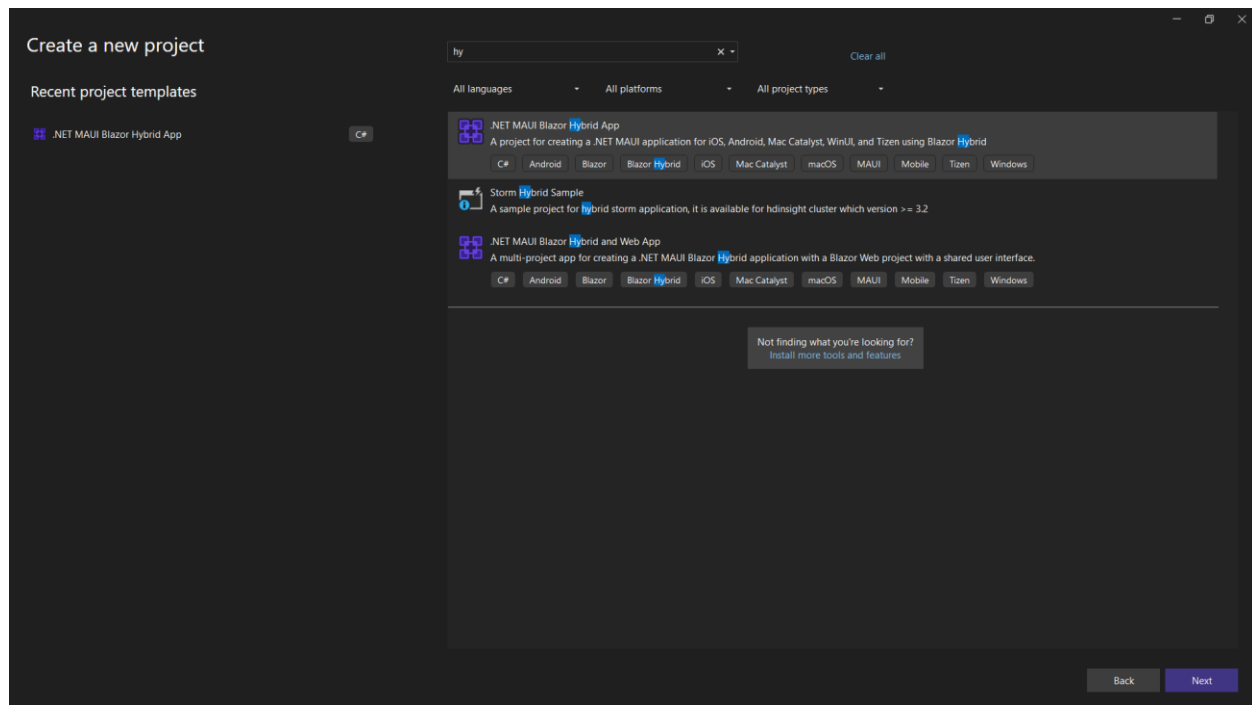 Create a new project
Recent project templates
.NET MAUI Blazor Hybrid App C#
hy
Clear all
All languages All platforms All project types
.NET MAUI Blazor Hybrid App
A project for creating a .NET MAUI application for iOS, Android, Mac Catalyst, WinUI, and Tizen using Blazor Hybrid
C# Android Blazor Blazor Hybrid iOS Mac Catalyst macOS MAUI Mobile Tizen Windows
Storm Hybrid Sample
A sample project for hybrid storm application, it is available for hdinsight cluster which version >= 3.2
.NET MAUI Blazor Hybrid and Web App
A multi-project app for creating a .NET MAUI Blazor Hybrid application with a Blazor Web project with a shared user interface.
C# Android Blazor Blazor Hybrid iOS Mac Catalyst macOS MAUI Mobile Tizen Windows
Not finding what you're looking for?
Install more tools and features
Back Next